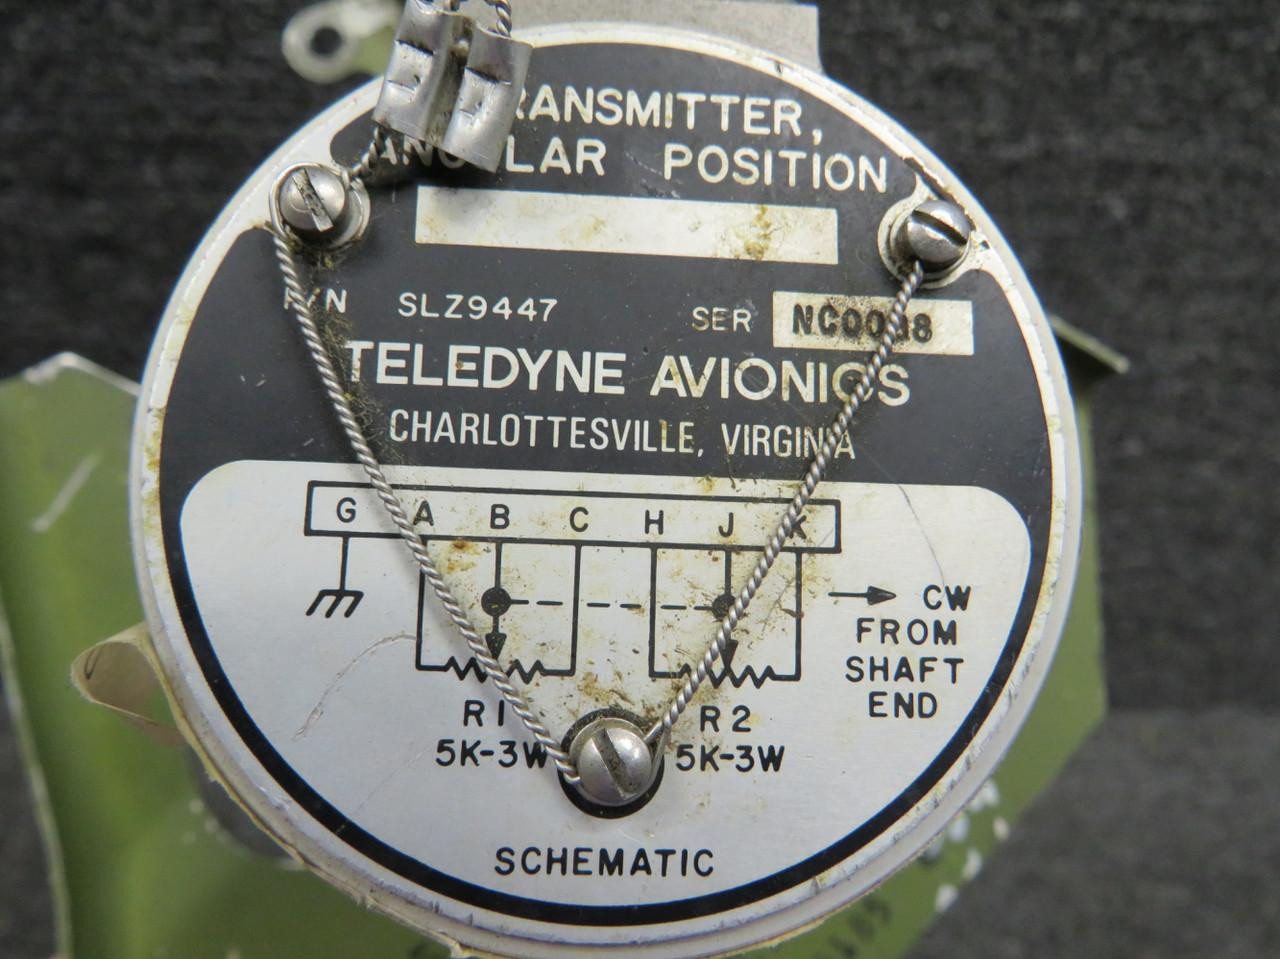 TRANSMITTER,
ANGULAR POSITION
P/N SLZ9447 SER
TELEDYNE AVIONICS
CHARLOTTESVILLE, VIRGINIA
G A B C H J K
CW
FROM
SHAFT
END
R1 R2
5K-3W 5K-3W
SCHEMATIC